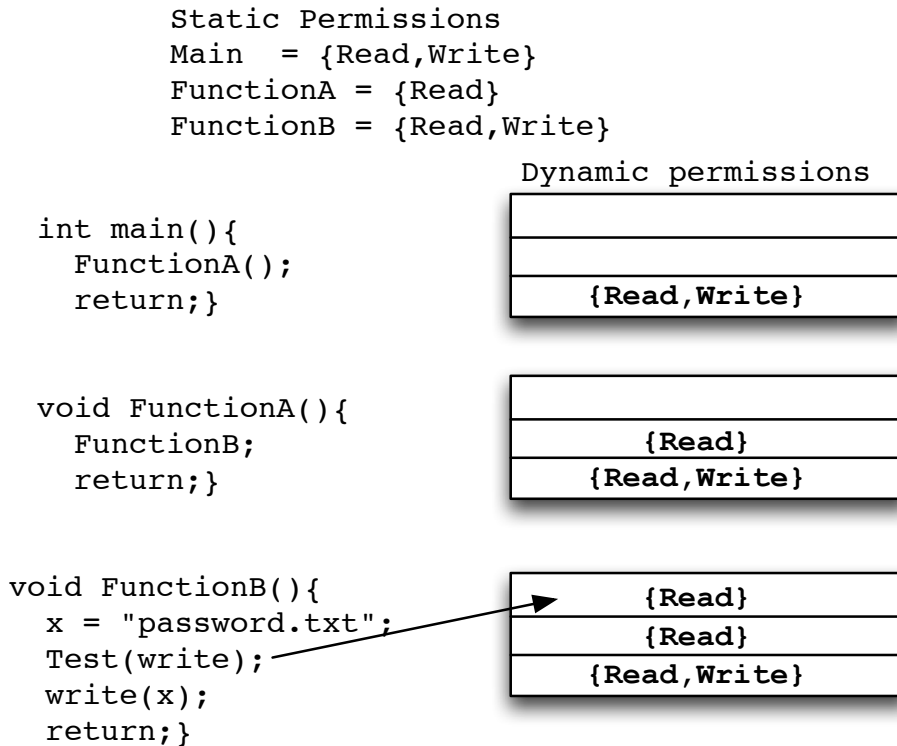 Static Permissions
Main  = {Read,Write}
FunctionA = {Read}
FunctionB = {Read,Write}
Dynamic permissions
int main(){
FunctionA();
return;}
{Read,Write}
void FunctionA(){
FunctionB;
return;}
{Read}
{Read,Write}
void FunctionB(){
x = "password.txt";
Test(write);
write(x);
return;}
{Read}
{Read}
{Read,Write}